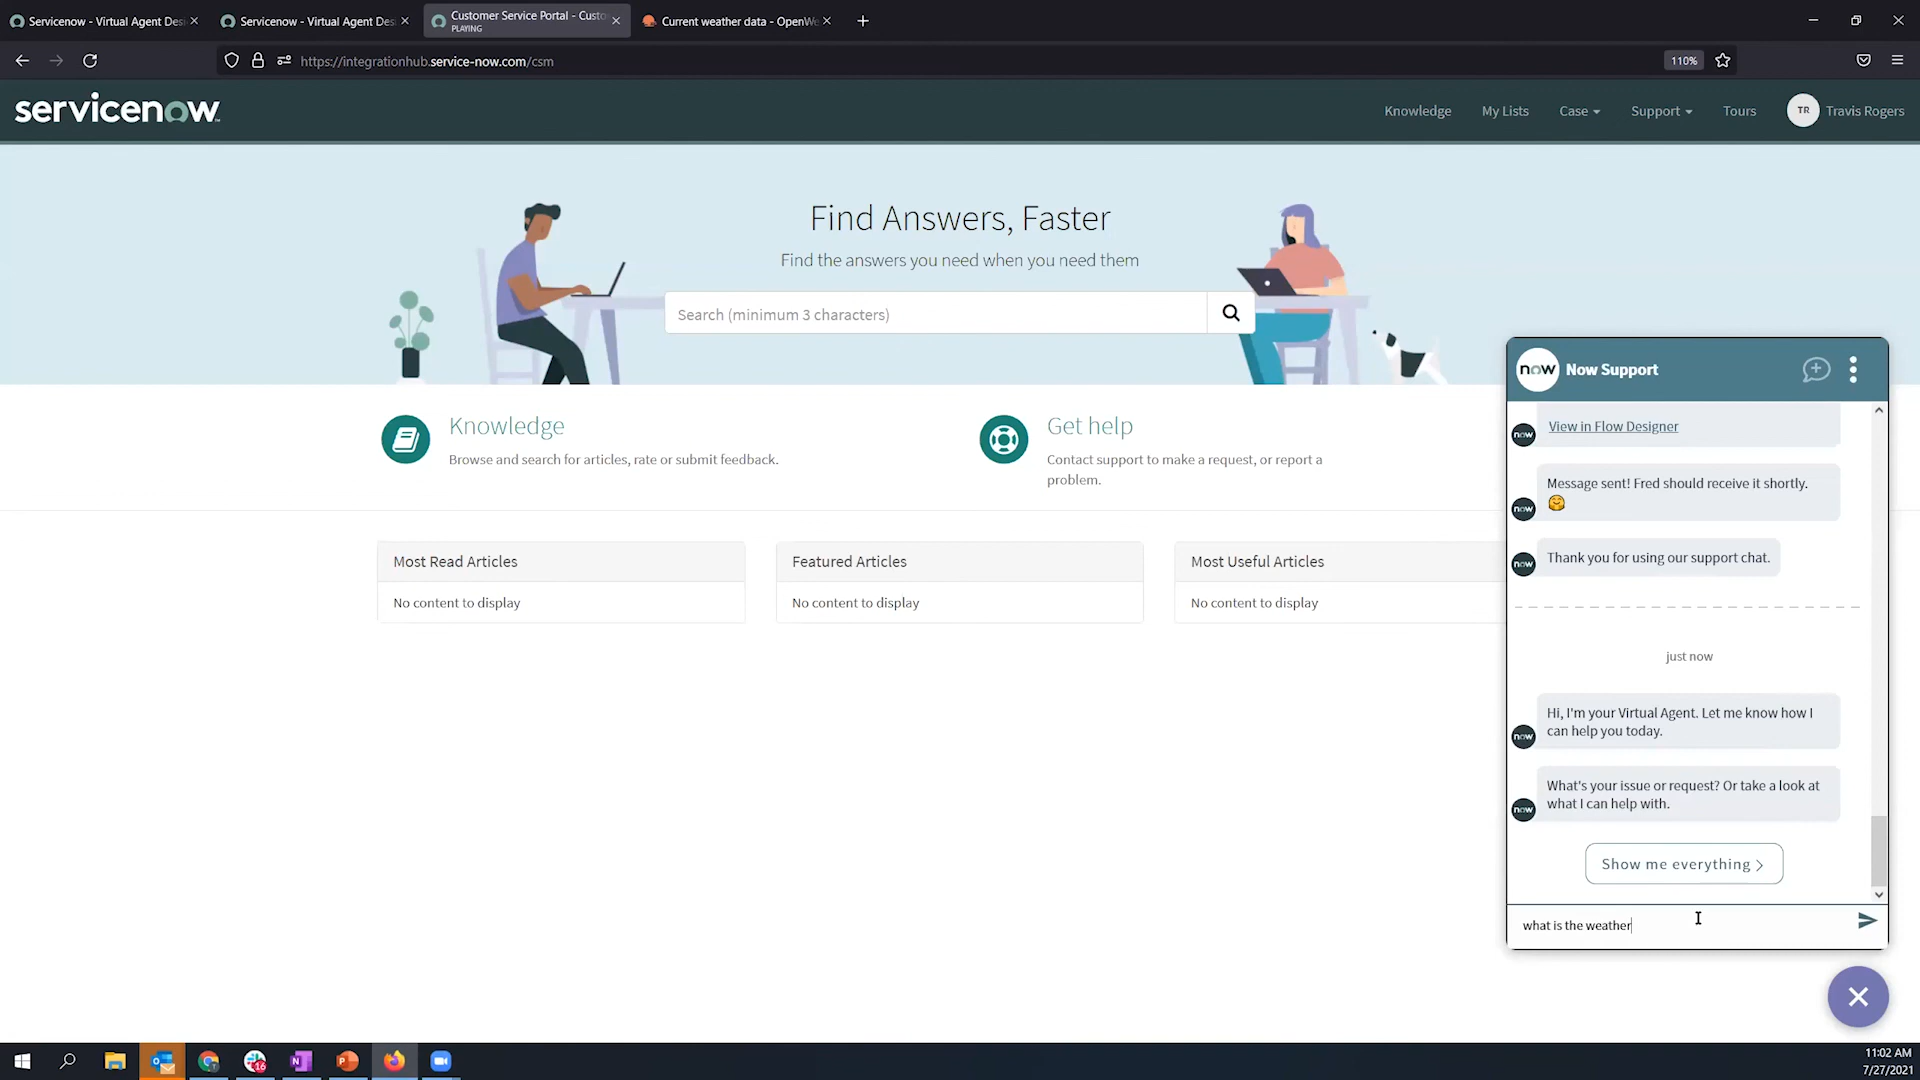 Servicenow - Virtual Agent Des
Servicenow - Virtual Agent Des
Customer Service Portal - Custo
PLAYING
Current weather data - OpenWe
https://integrationhub.service-now.com/csm
110%
servicenow
Knowledge
My Lists
Case
Support
Tours
TR
Travis Rogers
Find Answers, Faster
Find the answers you need when you need them
Search (minimum 3 characters)
Knowledge
Browse and search for articles, rate or submit feedback.
Get help
Contact support to make a request, or report a
problem.
Most Read Articles
No content to display
Featured Articles
No content to display
Most Useful Articles
No content to display
now
Now Support
now
View in Flow Designer
now
Message sent! Fred should receive it shortly.
now
Thank you for using our support chat.
just now
now
Hi, I'm your Virtual Agent. Let me know how I
can help you today.
now
What's your issue or request? Or take a look at
what I can help with.
Show me everything
what is the weather
16
11:02 AM
7/27/2021